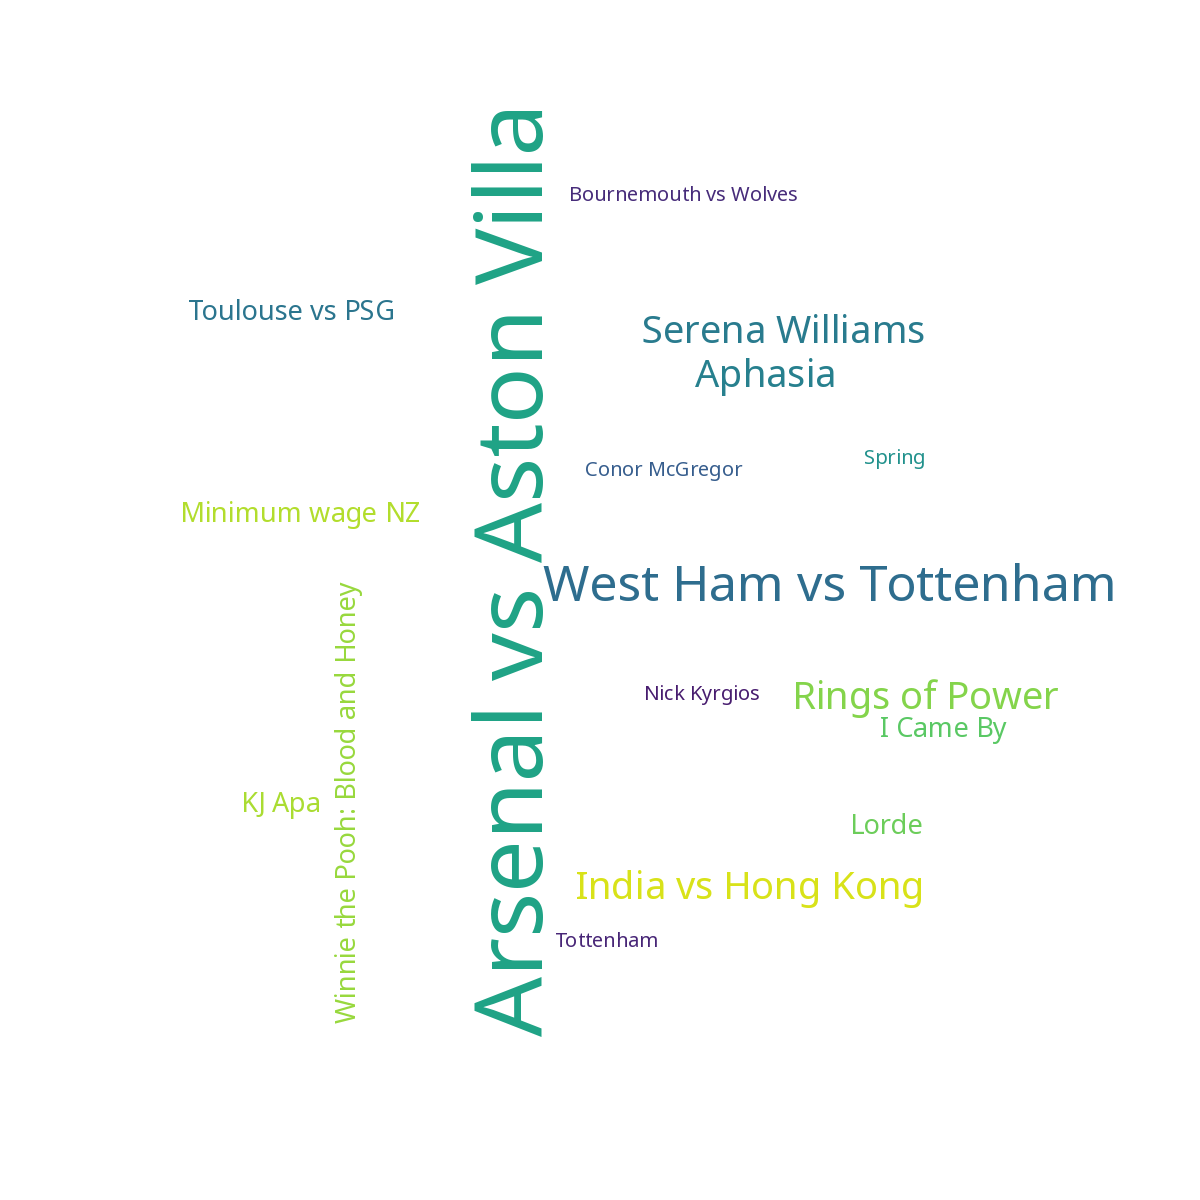 Arsenal vs Aston Villa
Bournemouth vs Wolves
Toulouse vs PSG
Serena Williams
Aphasia
Conor McGregor
Spring
Minimum wage NZ
West Ham vs Tottenham
Winnie the Pooh: Blood and Honey
Nick Kyrgios
Rings of Power
I Came By
KJ Apa
Lorde
India vs Hong Kong
Tottenham